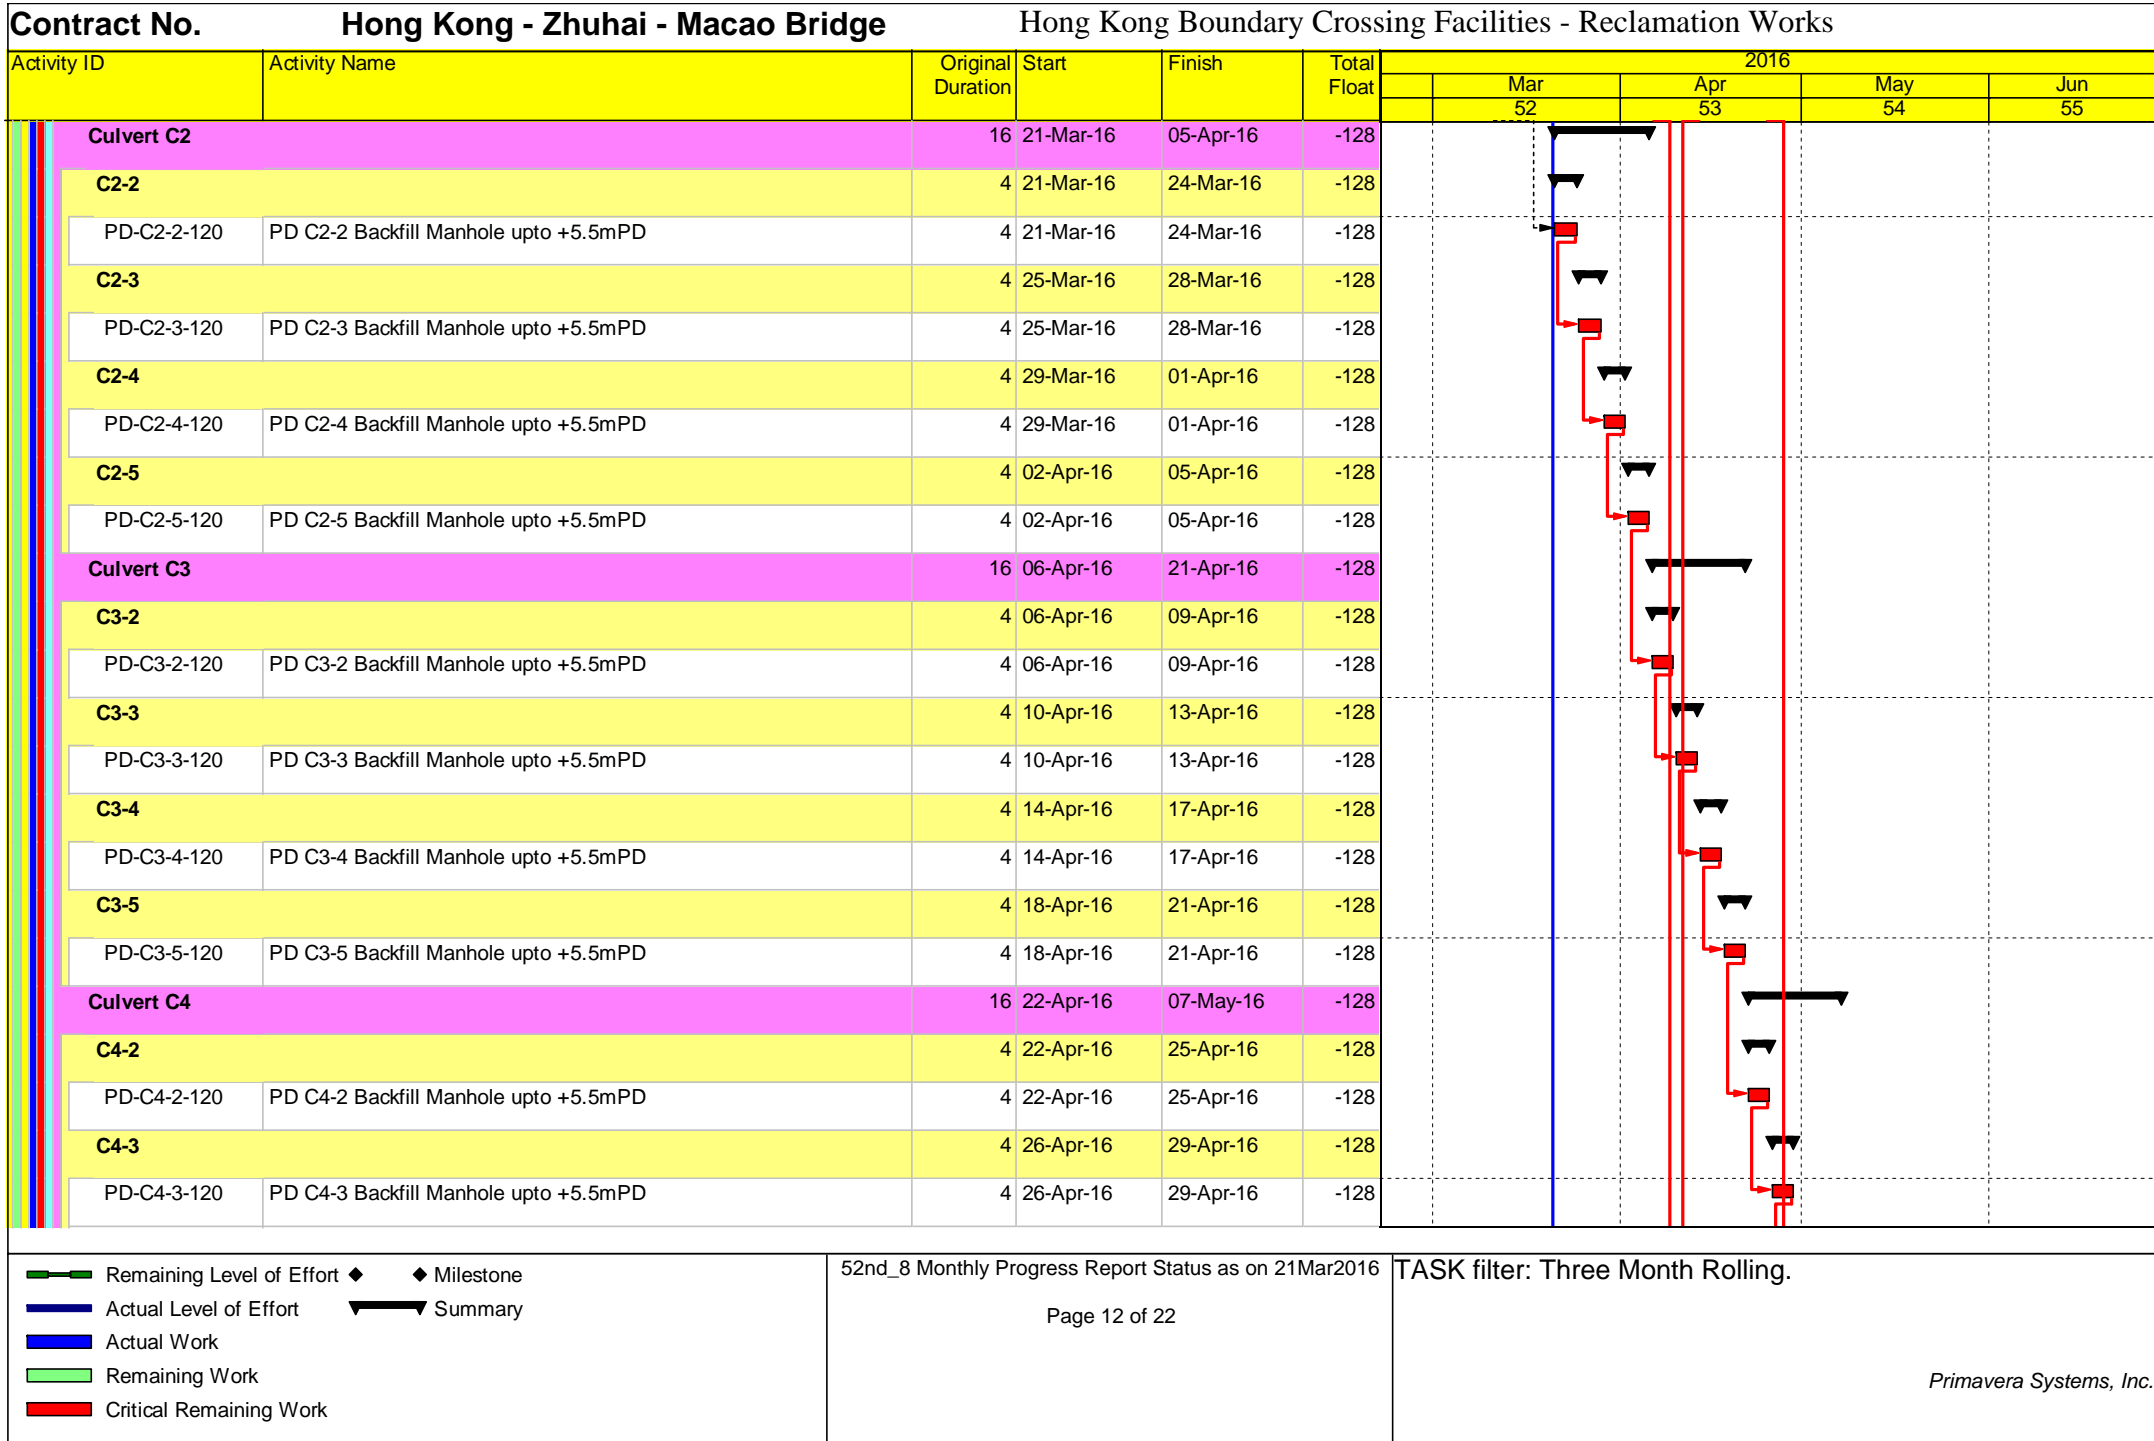 Contract No. Hong Kong - Zhuhai - Macao Bridge Hong Kong Boundary Crossing Facilities - Reclamation Works
Activity ID Activity Name Original Start Finish Total 2016
Duration Float Mar Apr May Jun
52 53 54 55
Culvert C2 16 21-Mar-16 05-Apr-16 -128
C2-2 4 21-Mar-16 24-Mar-16 -128
PD-C2-2-120 PD C2-2 Backfill Manhole upto +5.5mPD 4 21-Mar-16 24-Mar-16 -128
C2-3 4 25-Mar-16 28-Mar-16 -128
PD-C2-3-120 PD C2-3 Backfill Manhole upto +5.5mPD 4 25-Mar-16 28-Mar-16 -128
C2-4 4 29-Mar-16 01-Apr-16 -128
PD-C2-4-120 PD C2-4 Backfill Manhole upto +5.5mPD 4 29-Mar-16 01-Apr-16 -128
C2-5 4 02-Apr-16 05-Apr-16 -128
PD-C2-5-120 PD C2-5 Backfill Manhole upto +5.5mPD 4 02-Apr-16 05-Apr-16 -128
Culvert C3 16 06-Apr-16 21-Apr-16 -128
C3-2 4 06-Apr-16 09-Apr-16 -128
PD-C3-2-120 PD C3-2 Backfill Manhole upto +5.5mPD 4 06-Apr-16 09-Apr-16 -128
C3-3 4 10-Apr-16 13-Apr-16 -128
PD-C3-3-120 PD C3-3 Backfill Manhole upto +5.5mPD 4 10-Apr-16 13-Apr-16 -128
C3-4 4 14-Apr-16 17-Apr-16 -128
PD-C3-4-120 PD C3-4 Backfill Manhole upto +5.5mPD 4 14-Apr-16 17-Apr-16 -128
C3-5 4 18-Apr-16 21-Apr-16 -128
PD-C3-5-120 PD C3-5 Backfill Manhole upto +5.5mPD 4 18-Apr-16 21-Apr-16 -128
Culvert C4 16 22-Apr-16 07-May-16 -128
C4-2 4 22-Apr-16 25-Apr-16 -128
PD-C4-2-120 PD C4-2 Backfill Manhole upto +5.5mPD 4 22-Apr-16 25-Apr-16 -128
C4-3 4 26-Apr-16 29-Apr-16 -128
PD-C4-3-120 PD C4-3 Backfill Manhole upto +5.5mPD 4 26-Apr-16 29-Apr-16 -128
Remaining Level of Effort Milestone
Actual Level of Effort Summary
Actual Work
Remaining Work
Critical Remaining Work
52nd_8 Monthly Progress Report Status as on 21Mar2016
Page 12 of 22
TASK filter: Three Month Rolling.
Primavera Systems, Inc.